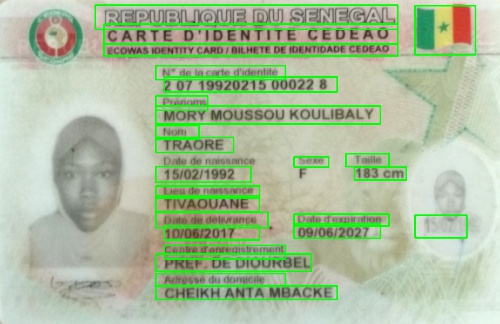 REPUBLIQUE DU SENEGAL
CARTE D'IDENTITE CEDEAO
ECOWAS IDENTITY CARD / BILHETE DE IDENTIDADE CEDEAO
N° de la carte d'identité
2 07 19920215 00022 8
Prénoms
MORY MOUSSOU KOULIBALY
Nom
TRAORE
Date de naissance Sexe Taille
15/02/1992 F 183 cm
Lieu de naissance
TIVAOUANE
Date de délivrance Date d'expiration
10/06/2017 09/06/2027
Centre d'enregistrement
PREF. DE DIOURBEL
Adresse du domicile
CHEIKH ANTA MBACKE